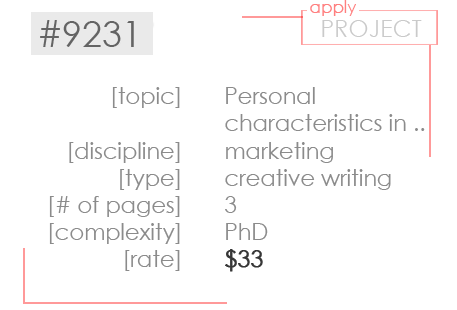 apply
#9231 PROJECT
[topic] Personal
characteristics in ..
[discipline] marketing
[type] creative writing
[# of pages] 3
[complexity] PhD
[rate] $33